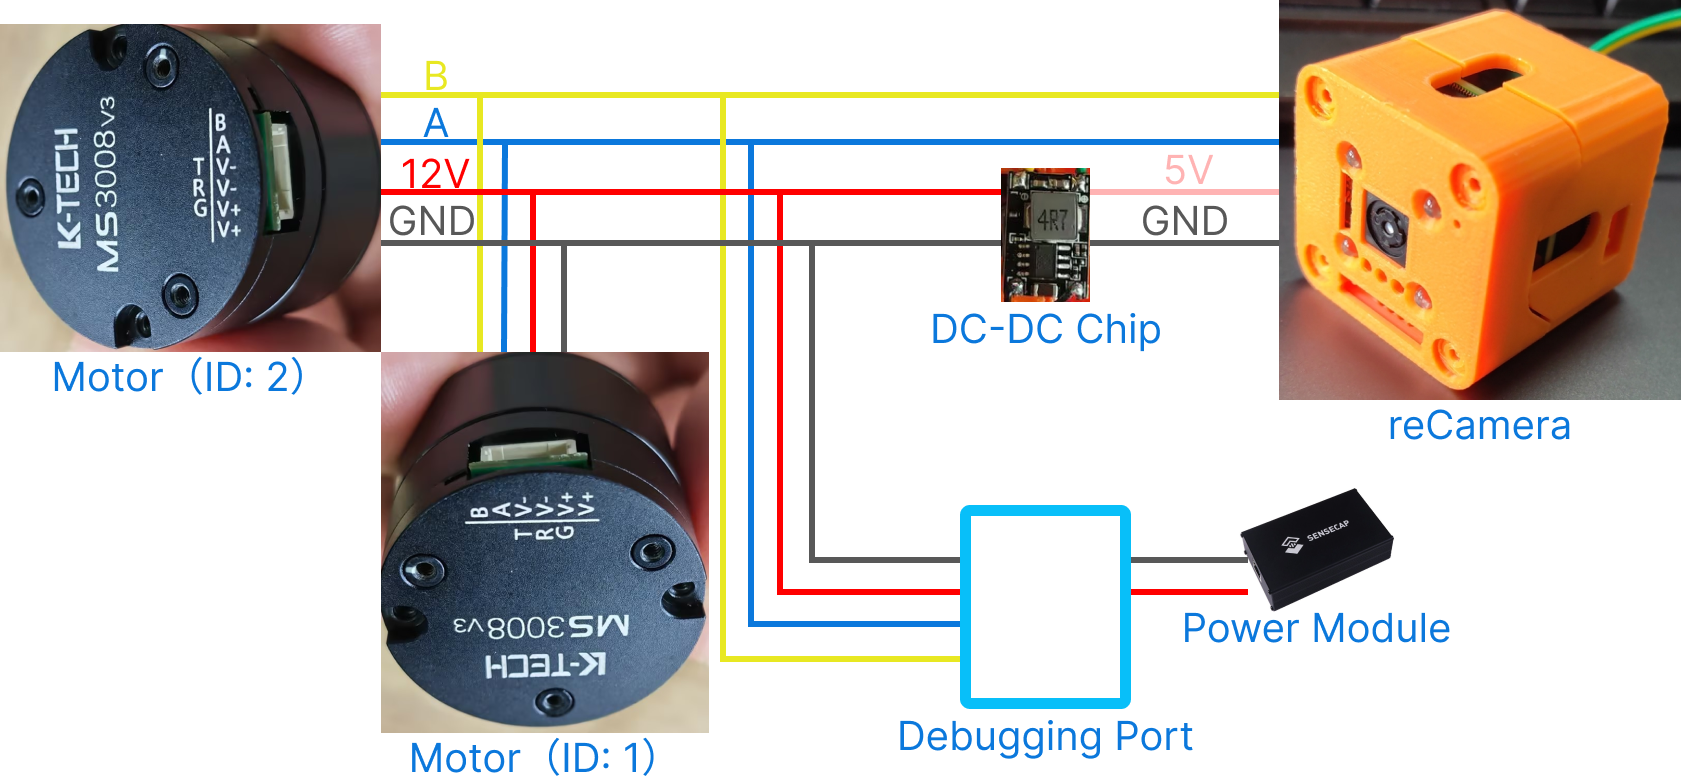 B
A
12V
GND
5V
GND
K-TECH
MS3008v3
B
A
T V-
R V-
G V+
V+
4R7
DC-DC Chip
Motor（ID: 2）
reCamera
B A V- V- V+ V+
T R G
MS3008v3
K-TECH
SENSECAP
Power Module
Debugging Port
Motor（ID: 1）